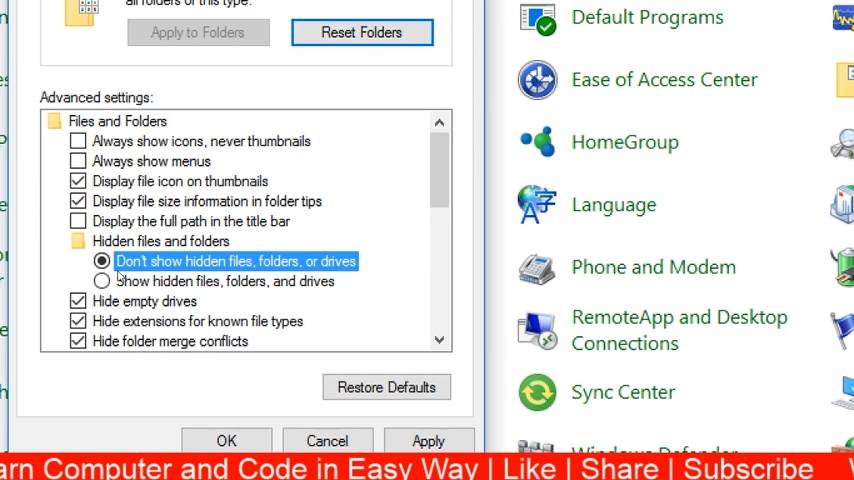 all folders of this type.
Apply to Folders
Reset Folders
Advanced settings:
Files and Folders
Always show icons, never thumbnails
Always show menus
Display file icon on thumbnails
Display file size information in folder tips
Display the full path in the title bar
Hidden files and folders
Don't show hidden files, folders, or drives
Show hidden files, folders, and drives
Hide empty drives
Hide extensions for known file types
Hide folder merge conflicts
Restore Defaults
OK
Cancel
Apply
Default Programs
Ease of Access Center
HomeGroup
Language
Phone and Modem
RemoteApp and Desktop
Connections
Sync Center
Windows Defender
arn Computer and Code in Easy Way | Like | Share | Subscribe